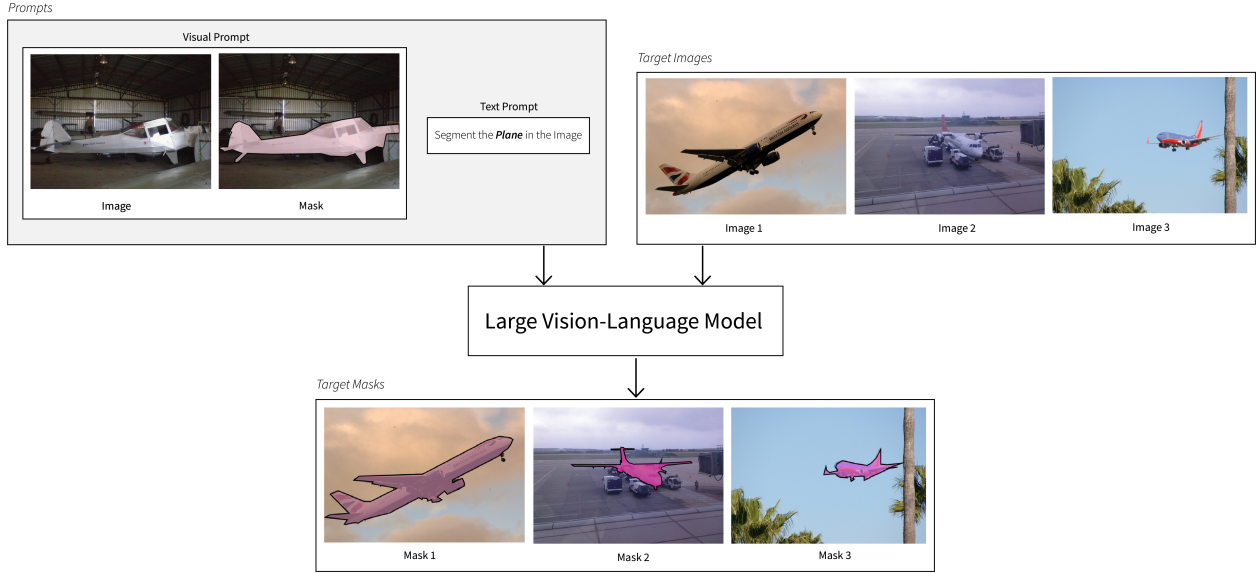 Prompts
Visual Prompt
Image
Mask
Text Prompt
Segment the Plane in the Image
Target Images
Image 1
Image 2
Image 3
Large Vision-Language Model
Target Masks
Mask 1
Mask 2
Mask 3